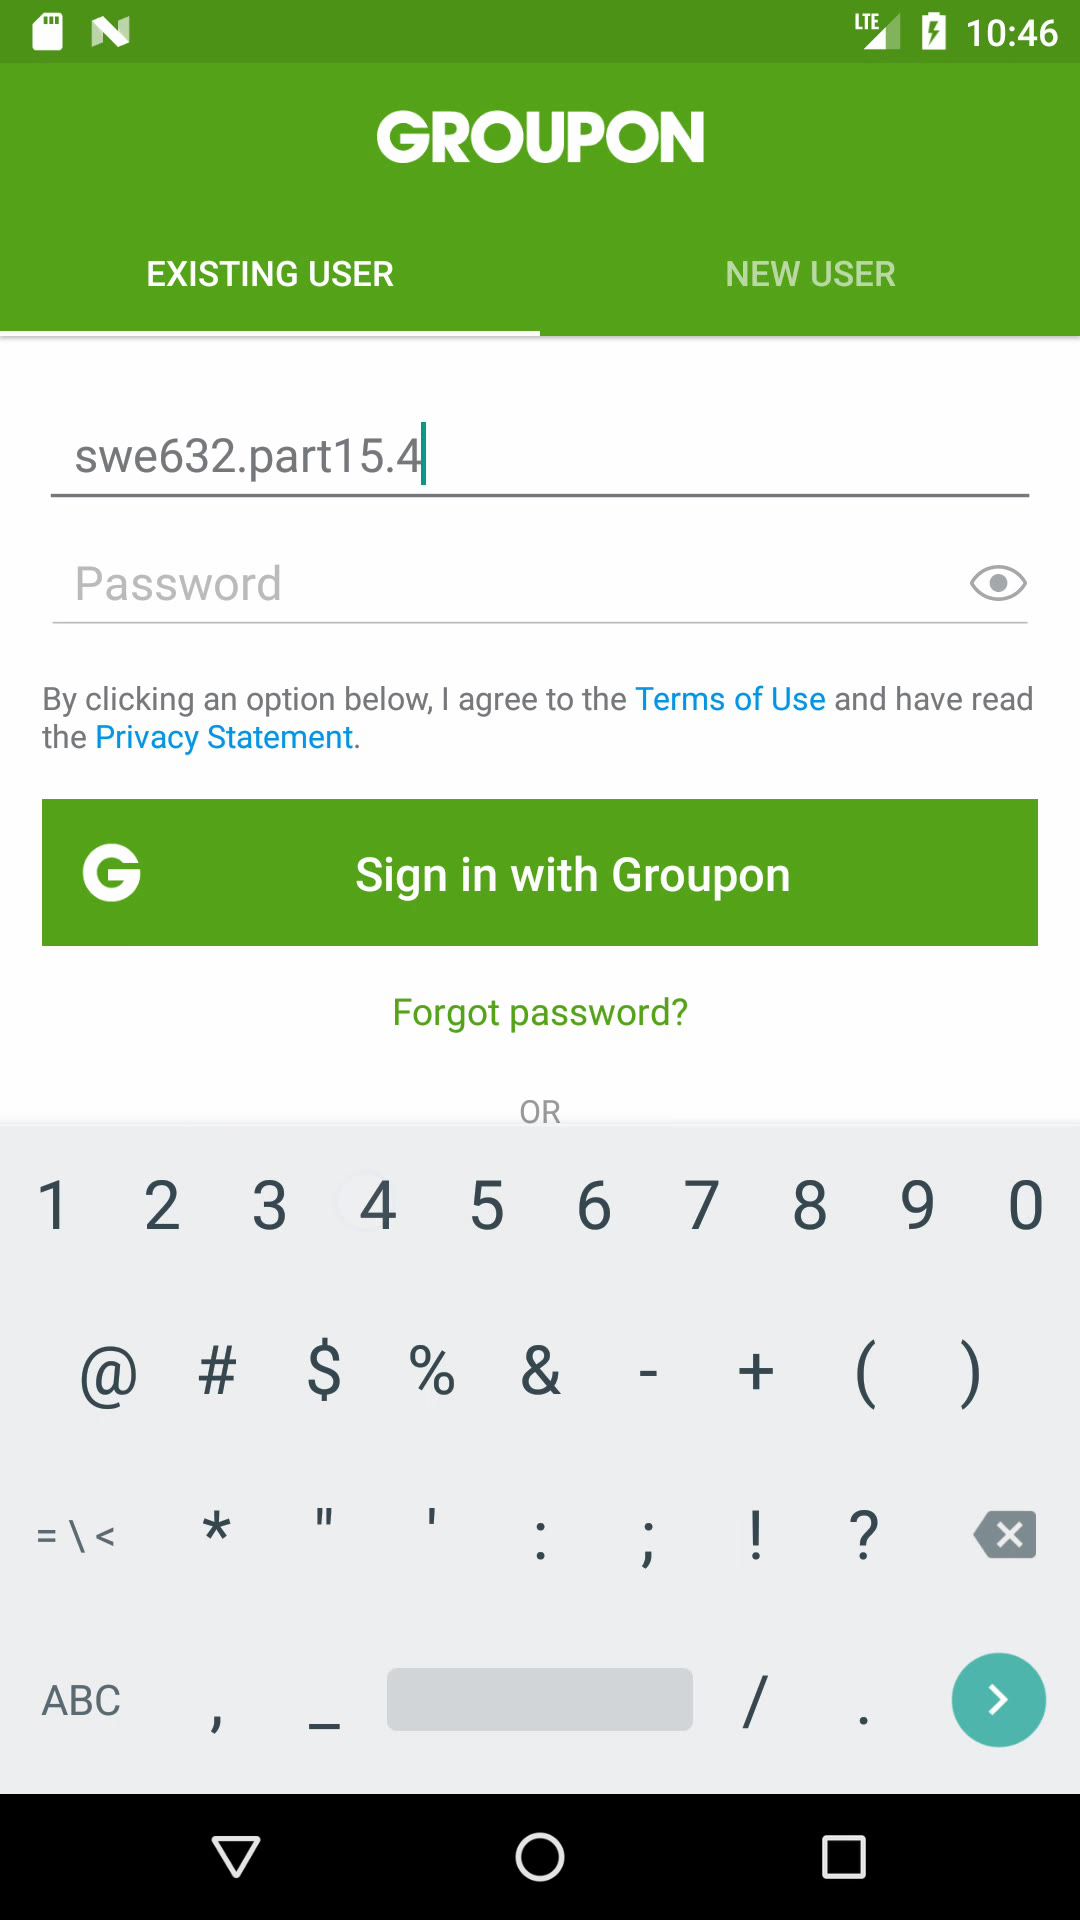 LTE 10:46
GROUPON
EXISTING USER NEW USER
swe632.part15.4
Password
By clicking an option below, I agree to the Terms of Use and have read
the Privacy Statement.
G Sign in with Groupon
Forgot password?
OR
1 2 3 4 5 6 7 8 9 0
@ # $ % & - + ( )
= \ < * " ' : ; ! ?
ABC , _ / .